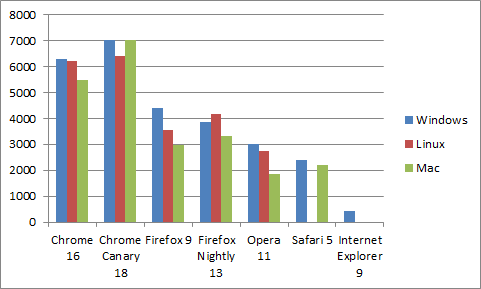 8000
7000
6000
5000
4000
3000
2000
1000
0
Chrome
16
Chrome
Canary
18
Firefox 9
Firefox
Nightly
13
Opera
11
Safari 5
Internet
Explorer
9
Windows
Linux
Mac